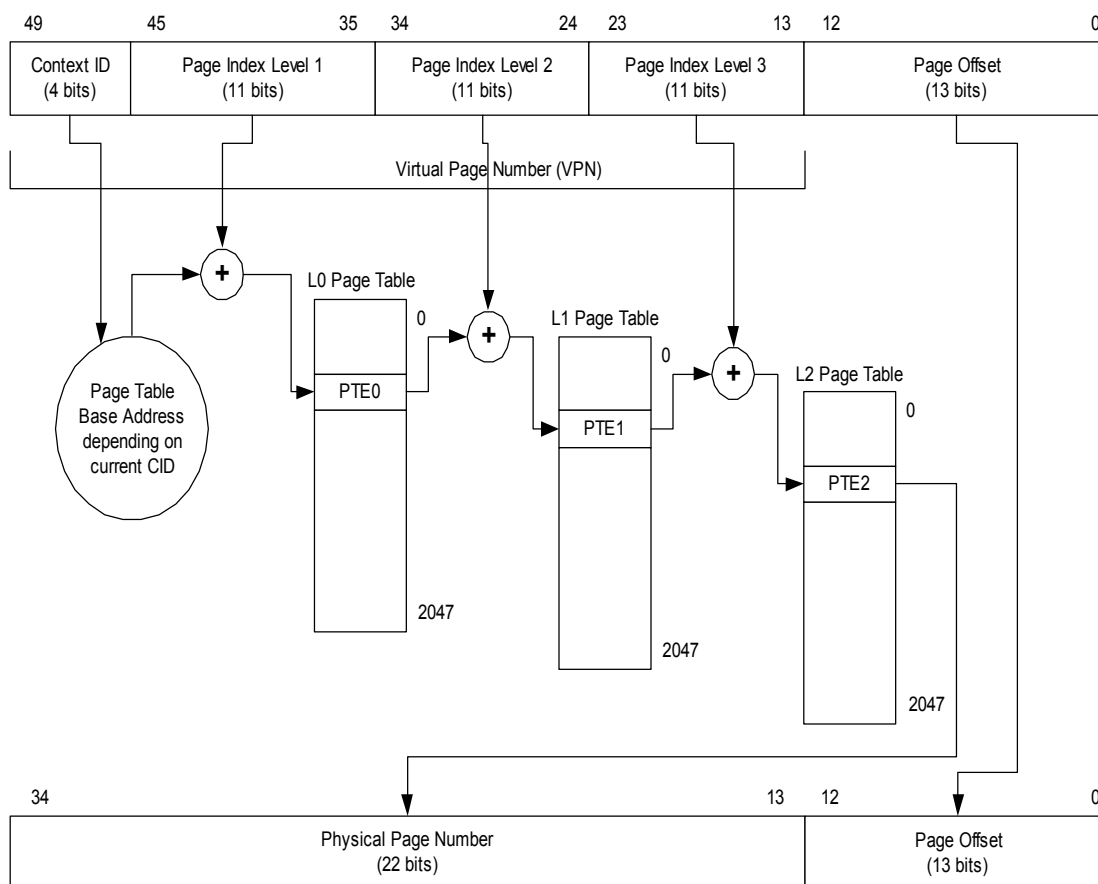 49 45 35 34 24 23 13 12 0
Context ID Page Index Level 1 Page Index Level 2 Page Index Level 3 Page Offset
(4 bits) (11 bits) (11 bits) (11 bits) (13 bits)
Virtual Page Number (VPN)
+
L0 Page Table
0
+
L1 Page Table
0
+
L2 Page Table
0
Page Table
Base Address
depending on
current CID
PTE0
PTE1
PTE2
2047
2047
2047
34 13 12 0
Physical Page Number Page Offset
(22 bits) (13 bits)